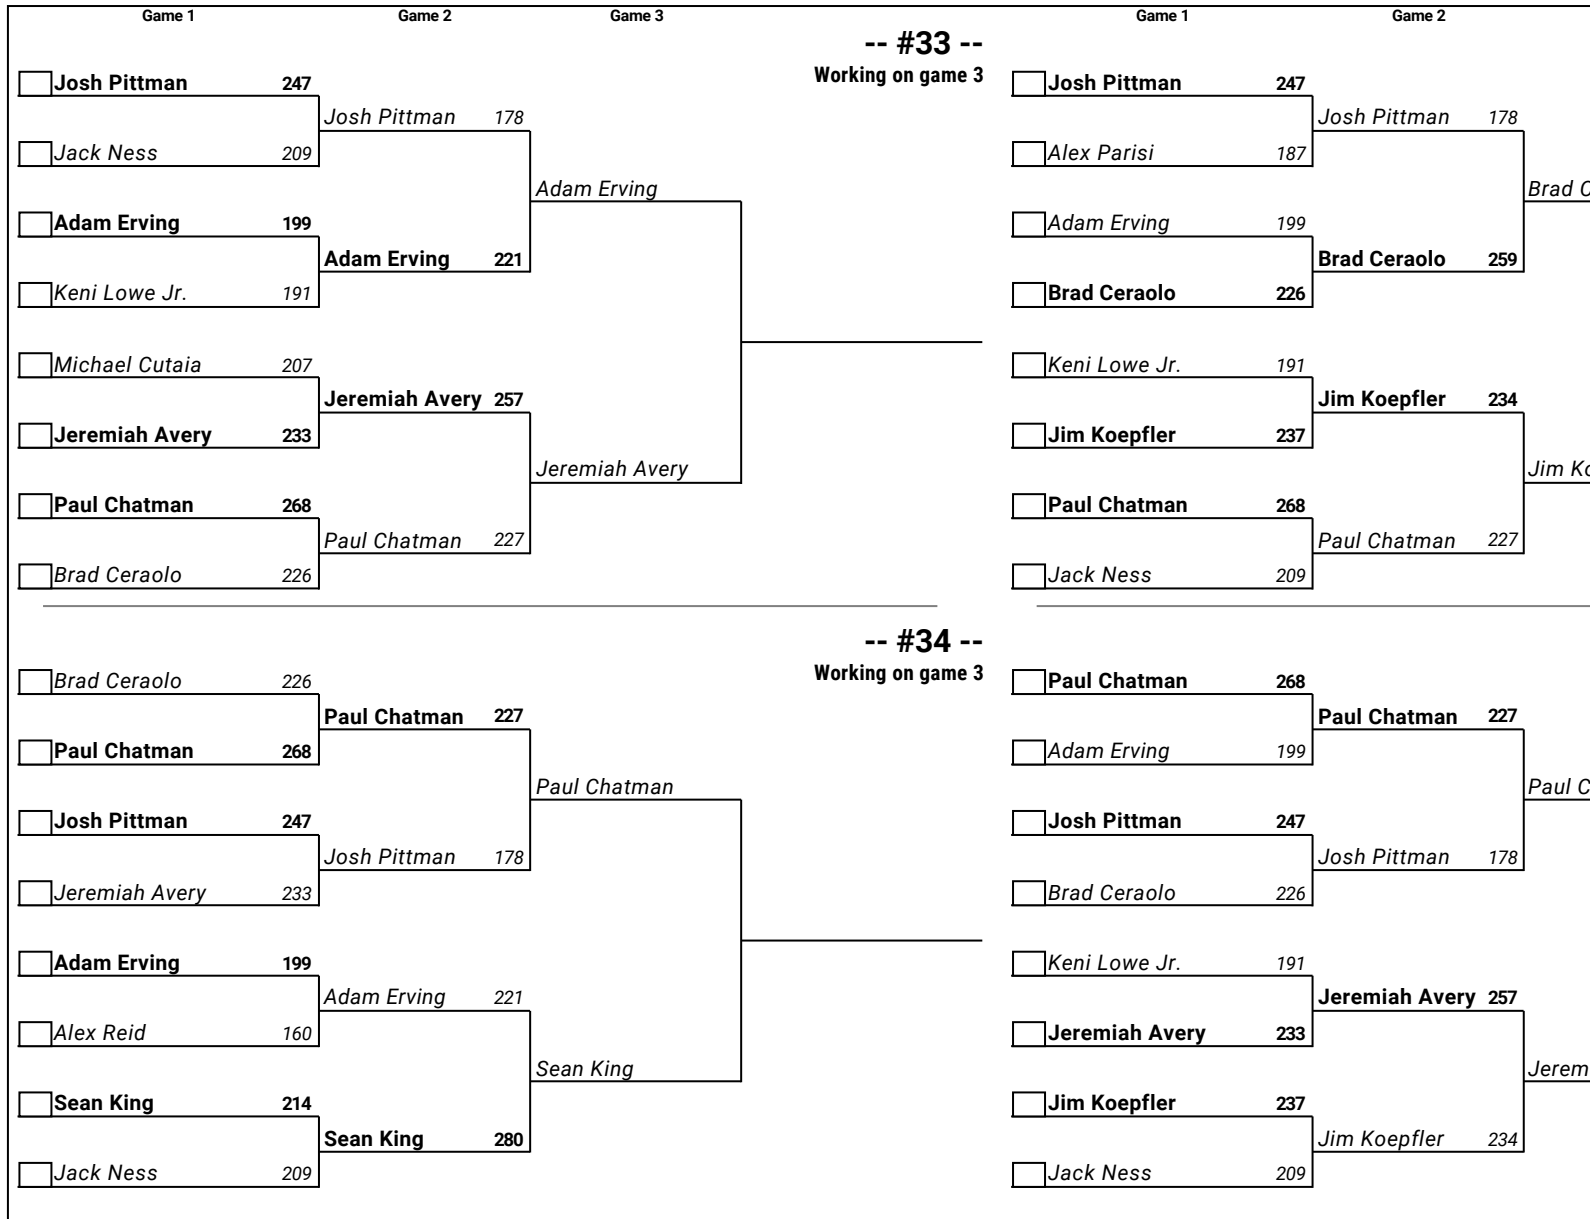 Game 1 Game 2 Game 3
-- #33 --
Working on game 3
Josh Pittman 247
Josh Pittman 178
Jack Ness 209
Adam Erving
Adam Erving 199
Adam Erving 221
Keni Lowe Jr. 191
Michael Cutaia 207
Jeremiah Avery 257
Jeremiah Avery 233
Jeremiah Avery
Paul Chatman 268
Paul Chatman 227
Brad Ceraolo 226
-- #34 --
Working on game 3
Brad Ceraolo 226
Paul Chatman 227
Paul Chatman 268
Paul Chatman
Josh Pittman 247
Josh Pittman 178
Jeremiah Avery 233
Adam Erving 199
Adam Erving 221
Alex Reid 160
Sean King
Sean King 214
Sean King 280
Jack Ness 209
Game 1 Game 2
Josh Pittman 247
Josh Pittman 178
Alex Parisi 187
Brad C
Adam Erving 199
Brad Ceraolo 259
Brad Ceraolo 226
Keni Lowe Jr. 191
Jim Koepfler 234
Jim Koepfler 237
Jim Ko
Paul Chatman 268
Paul Chatman 227
Jack Ness 209
Paul Chatman 268
Paul Chatman 227
Adam Erving 199
Paul C
Josh Pittman 247
Josh Pittman 178
Brad Ceraolo 226
Keni Lowe Jr. 191
Jeremiah Avery 257
Jeremiah Avery 233
Jerem
Jim Koepfler 237
Jim Koepfler 234
Jack Ness 209